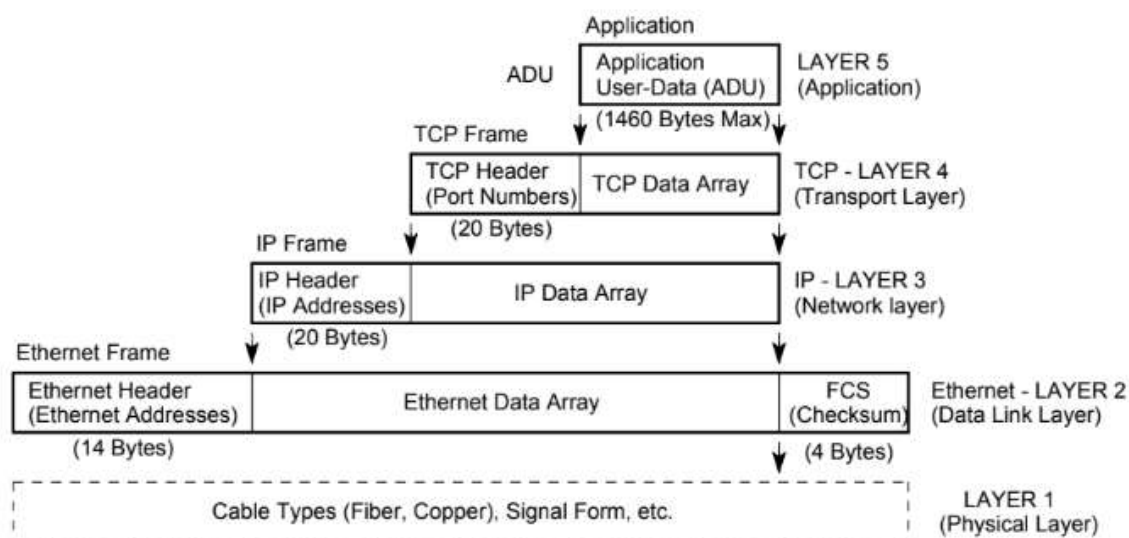 Application
ADU
Application
User-Data (ADU)
LAYER 5
(Application)
(1460 Bytes Max)
TCP Frame
TCP Header
(Port Numbers)
TCP Data Array
TCP - LAYER 4
(Transport Layer)
(20 Bytes)
IP Frame
IP Header
(IP Addresses)
IP Data Array
IP - LAYER 3
(Network layer)
(20 Bytes)
Ethernet Frame
Ethernet Header
(Ethernet Addresses)
Ethernet Data Array
FCS
(Checksum)
Ethernet - LAYER 2
(Data Link Layer)
(14 Bytes)
(4 Bytes)
Cable Types (Fiber, Copper), Signal Form, etc.
LAYER 1
(Physical Layer)